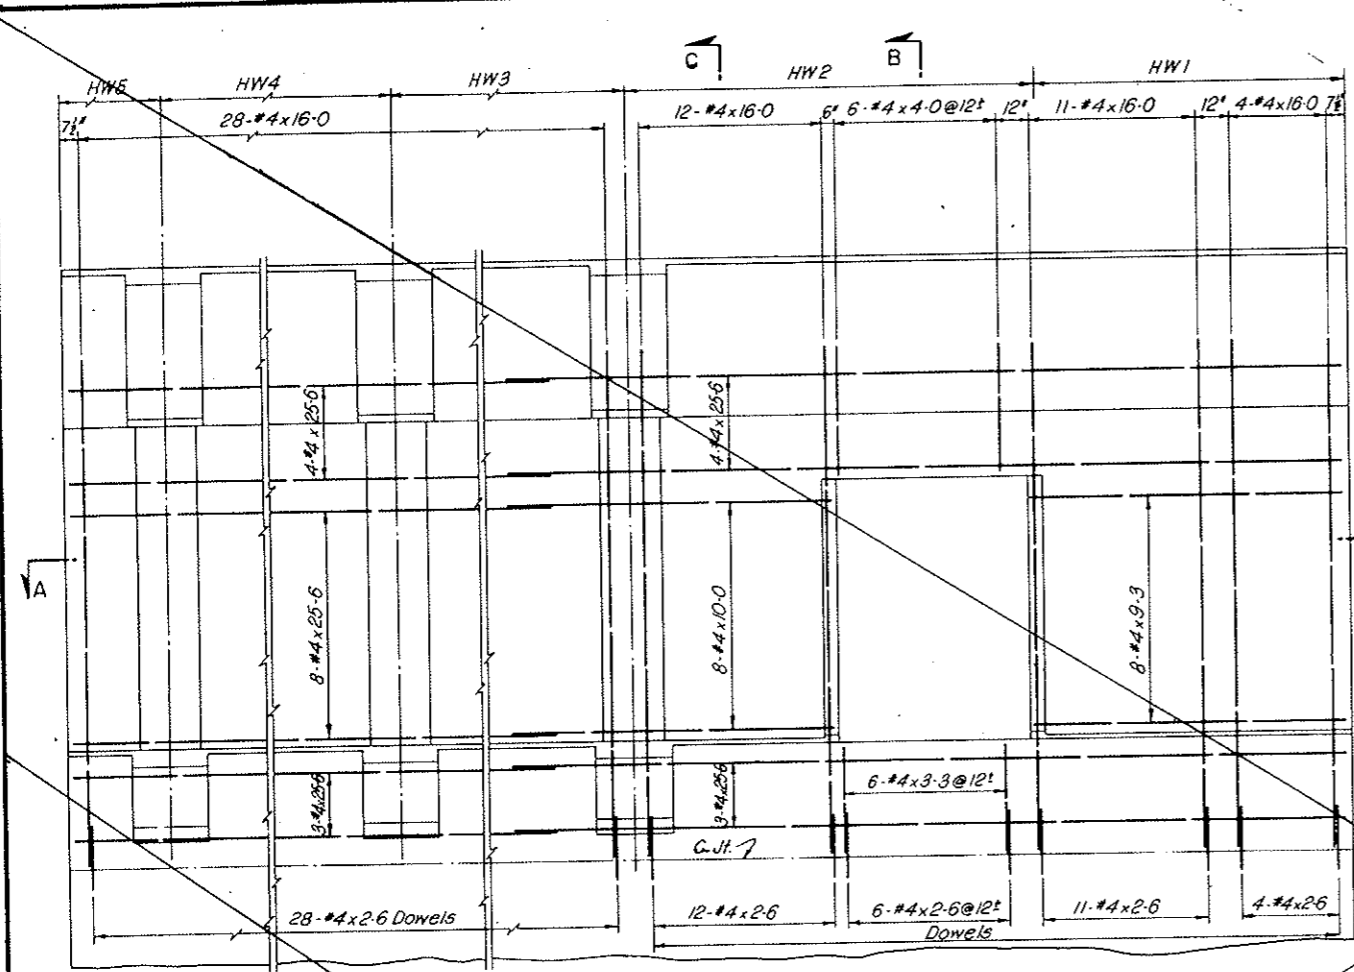 C
B
HW5
HW4
HW3
HW2
HW1
7½"
28-#4x16-0
12-#4x16-0
6"
6-#4x4-0@12±
12"
11-#4x16-0
12"
4-#4x16-0
7½"
4-#4x25-6
4-#4x25-6
A
8-#4x25-6
8-#4x10-0
8-#4x9-3
3-#4x25-6
3-#4x25-6
6-#4x3-3@12±
C. Jt.
28-#4x2-6 Dowels
12-#4x2-6
6-#4x2-6@12±
11-#4x2-6
4-#4x2-6
Dowels